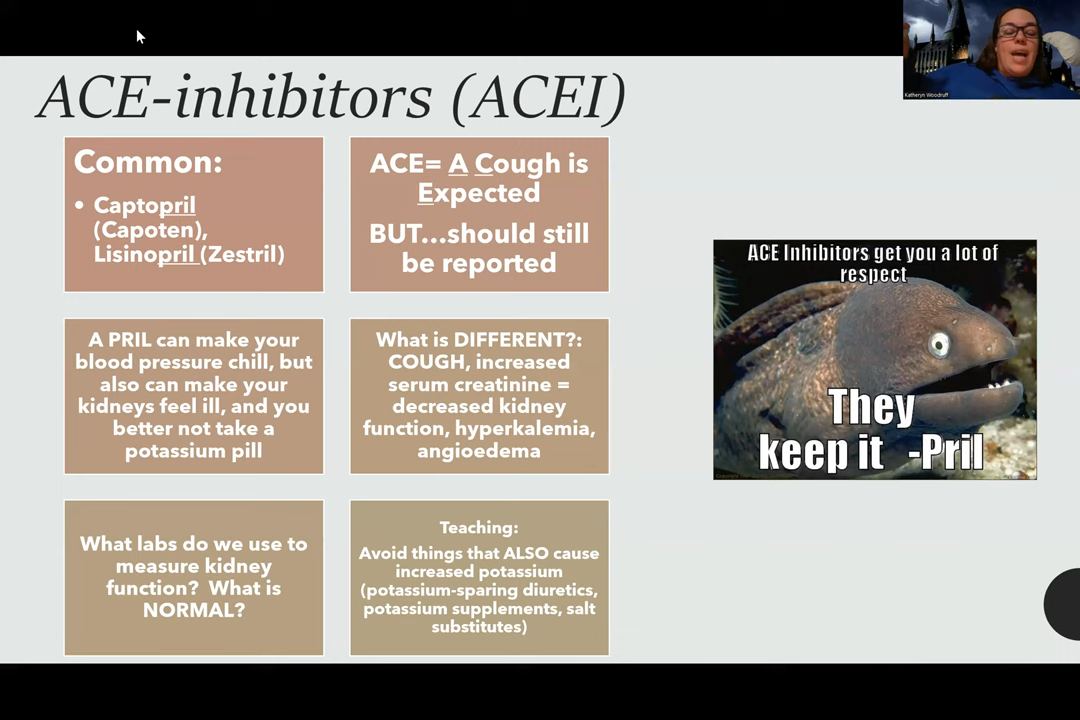 Katheryn Woodruff
ACE-inhibitors (ACEI)
Common:
• Captopril
(Capoten),
Lisinopril (Zestril)
ACE= A Cough is
Expected
BUT...should still
be reported
A PRIL can make your
blood pressure chill, but
also can make your
kidneys feel ill, and you
better not take a
potassium pill
What is DIFFERENT?:
COUGH, increased
serum creatinine =
decreased kidney
function, hyperkalemia,
angioedema
What labs do we use to
measure kidney
function? What is
NORMAL?
Teaching:
Avoid things that ALSO cause
increased potassium
(potassium-sparing diuretics,
potassium supplements, salt
substitutes)
ACE Inhibitors get you a lot of
respect
They
keep it -Pril